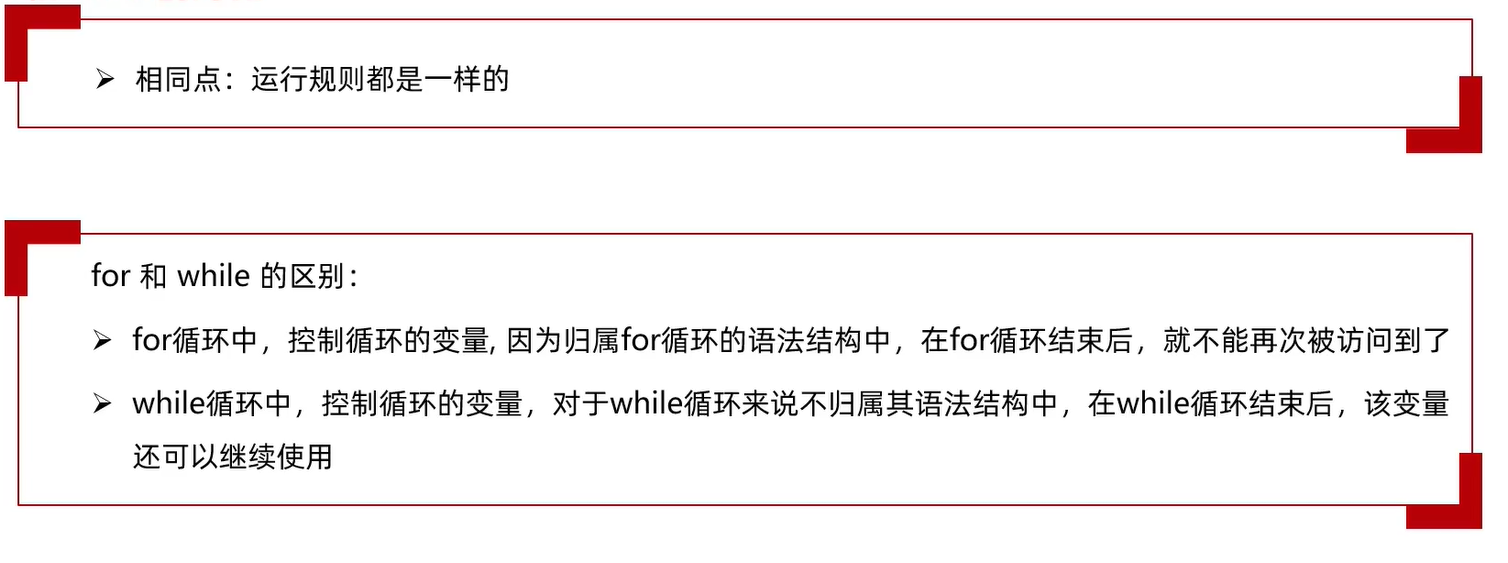 ➢ 相同点：运行规则都是一样的
for 和 while 的区别：
➢ for循环中，控制循环的变量, 因为归属for循环的语法结构中，在for循环结束后，就不能再次被访问到了
➢ while循环中，控制循环的变量，对于while循环来说不归属其语法结构中，在while循环结束后，该变量
还可以继续使用